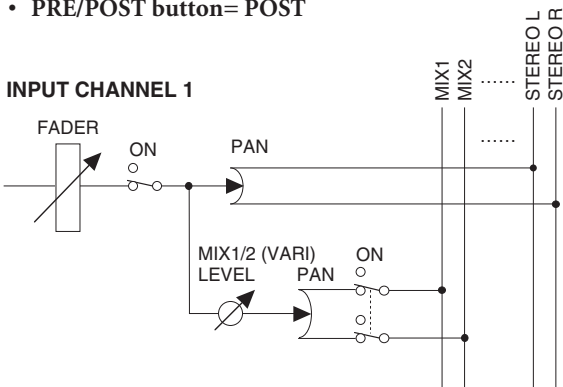 • PRE/POST button= POST
INPUT CHANNEL 1
FADER
ON
PAN
MIX1
MIX2
......
STEREO L
STEREO R
......
MIX1/2 (VARI)
LEVEL
PAN
ON